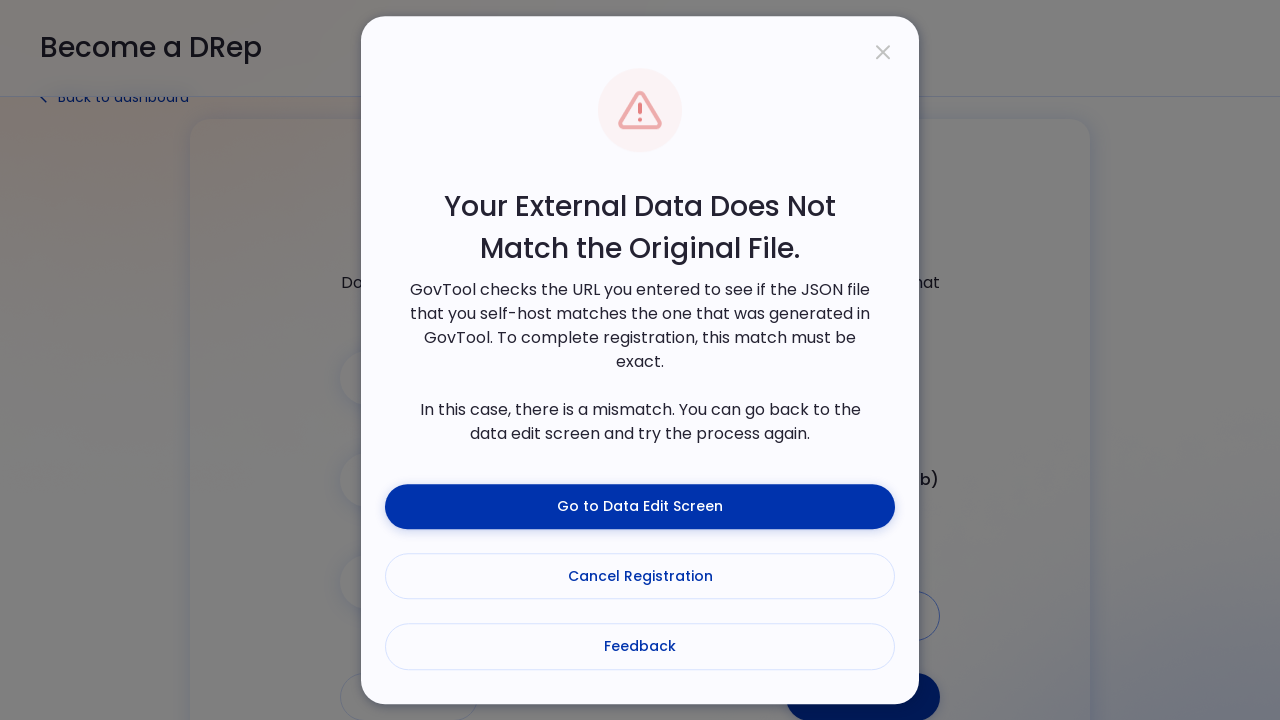 Become a DRep
Back to dashboard
Your External Data Does Not
Match the Original File.
GovTool checks the URL you entered to see if the JSON file
that you self-host matches the one that was generated in
GovTool. To complete registration, this match must be
exact.
In this case, there is a mismatch. You can go back to the
data edit screen and try the process again.
Go to Data Edit Screen
Cancel Registration
Feedback